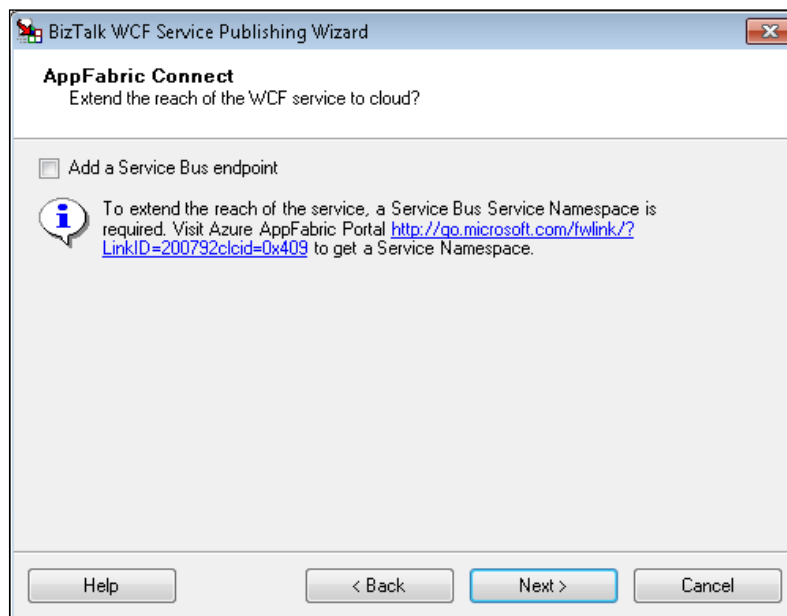 BizTalk WCF Service Publishing Wizard
AppFabric Connect
Extend the reach of the WCF service to cloud?
Add a Service Bus endpoint
To extend the reach of the service, a Service Bus Service Namespace is
required. Visit Azure AppFabric Portal http://go.microsoft.com/fwlink/?
LinkID=200792clcid=0x409 to get a Service Namespace.
Help
< Back
Next >
Cancel